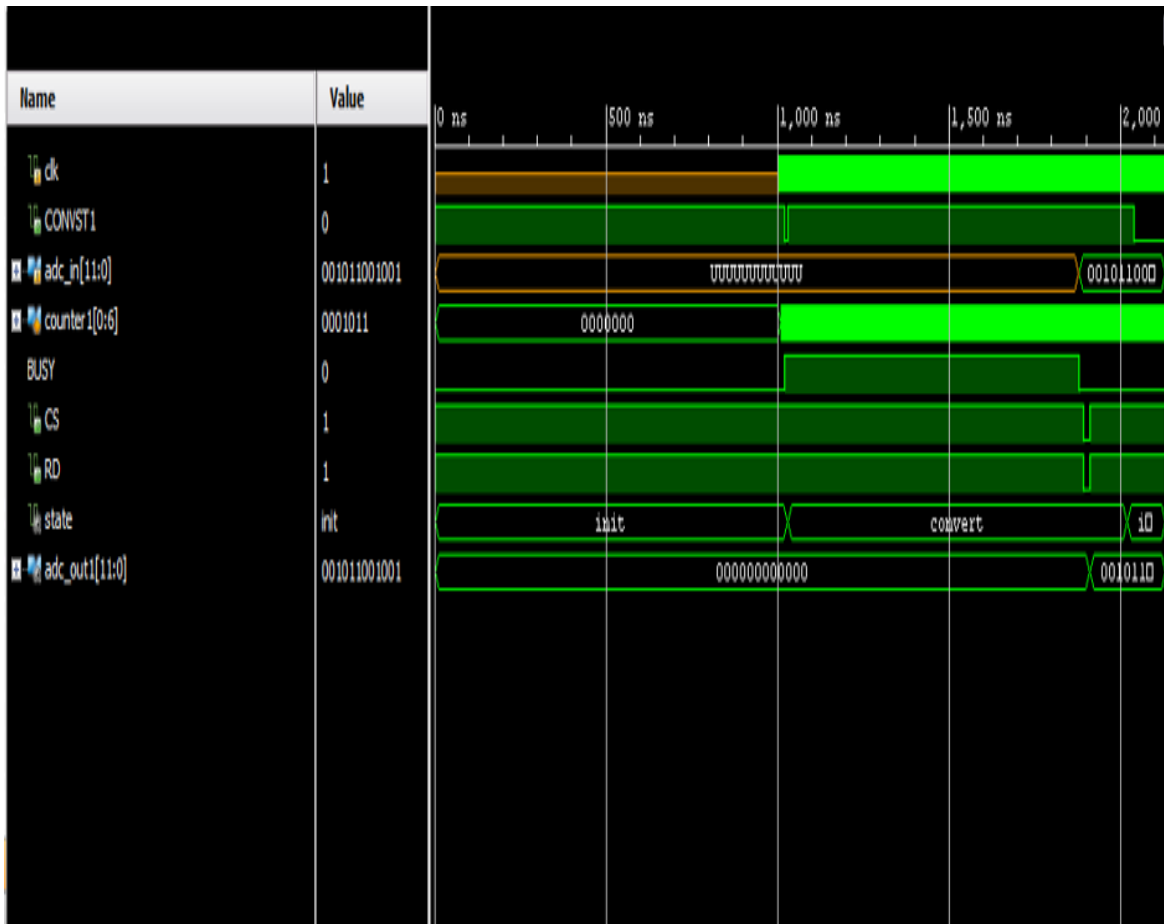 Name Value
0 ns 500 ns 1,000 ns 1,500 ns 2,000
clk 1
CONVST1 0
adc_in[11:0] 001011001001 UUUUUUUUUUUU 00101100
counter1[0:6] 0001011 0000000
BUSY 0
CS 1
RD 1
state init init convert i
adc_out1[11:0] 001011001001 000000000000 0010110